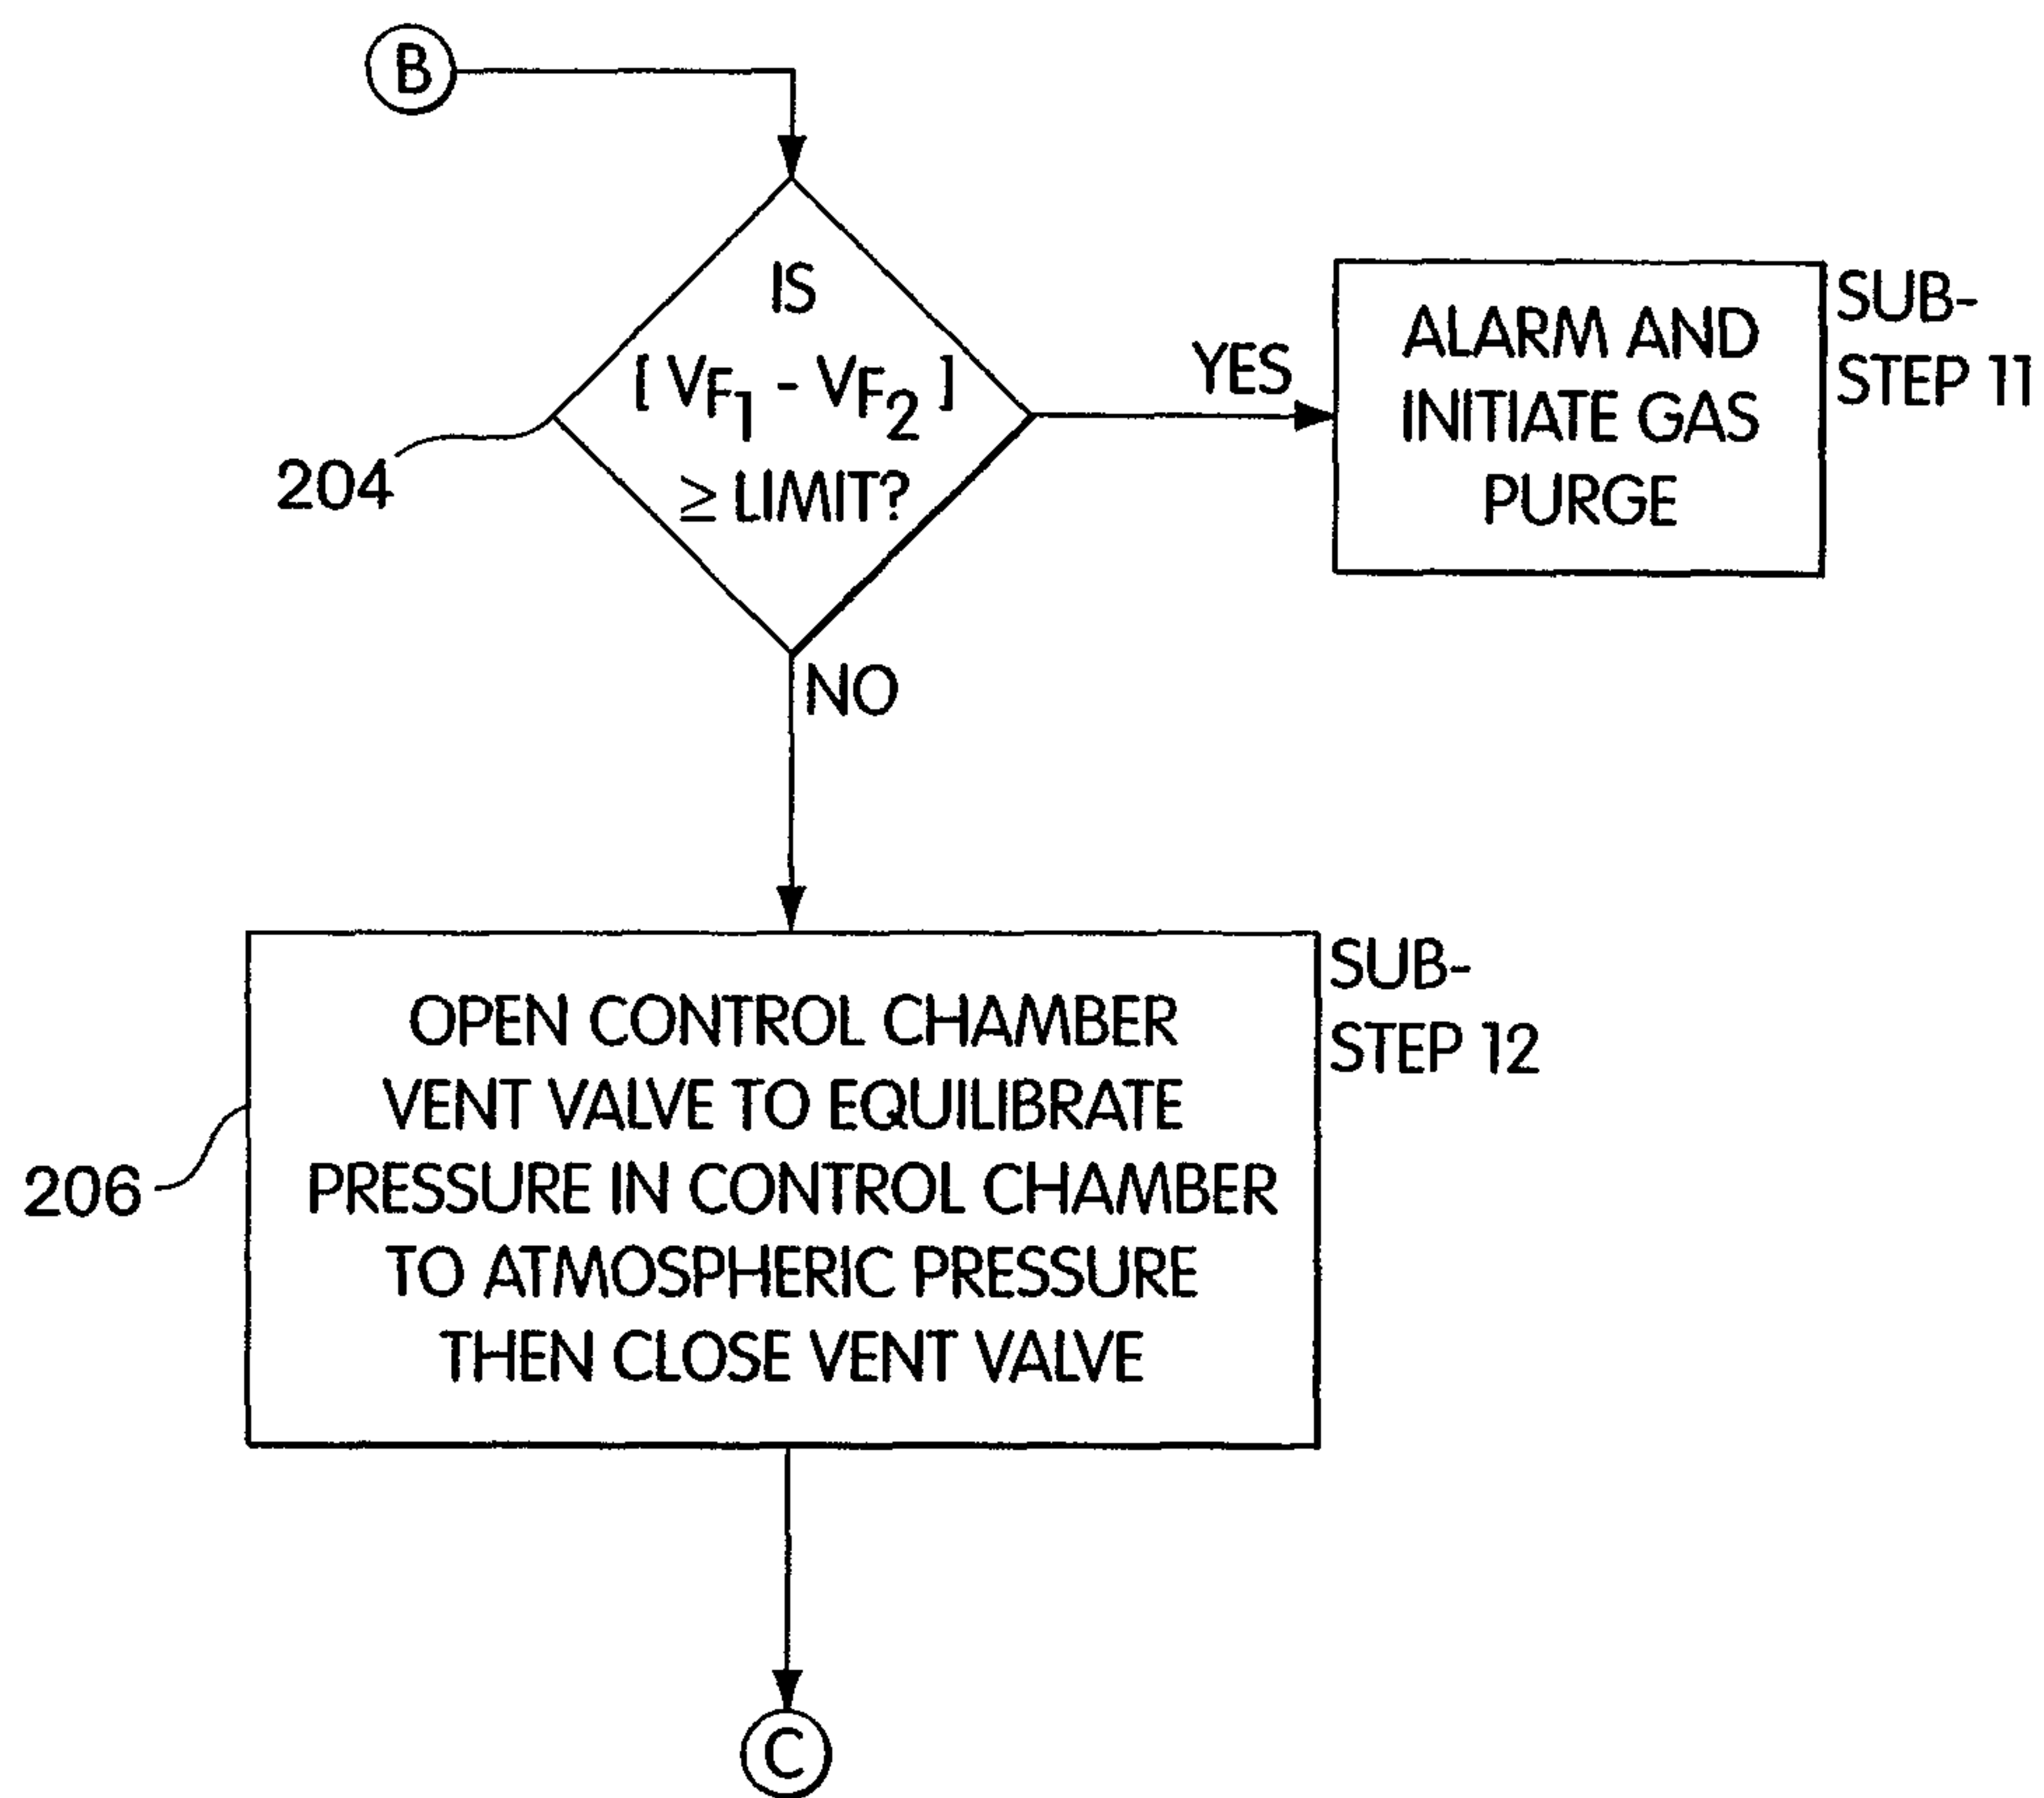 B
IS
[ VF1 - VF2 ]
≥ LIMIT?
204
YES
ALARM AND
INITIATE GAS
PURGE
SUB-
STEP 11
NO
OPEN CONTROL CHAMBER
VENT VALVE TO EQUILIBRATE
PRESSURE IN CONTROL CHAMBER
TO ATMOSPHERIC PRESSURE
THEN CLOSE VENT VALVE
SUB-
STEP 12
206
C